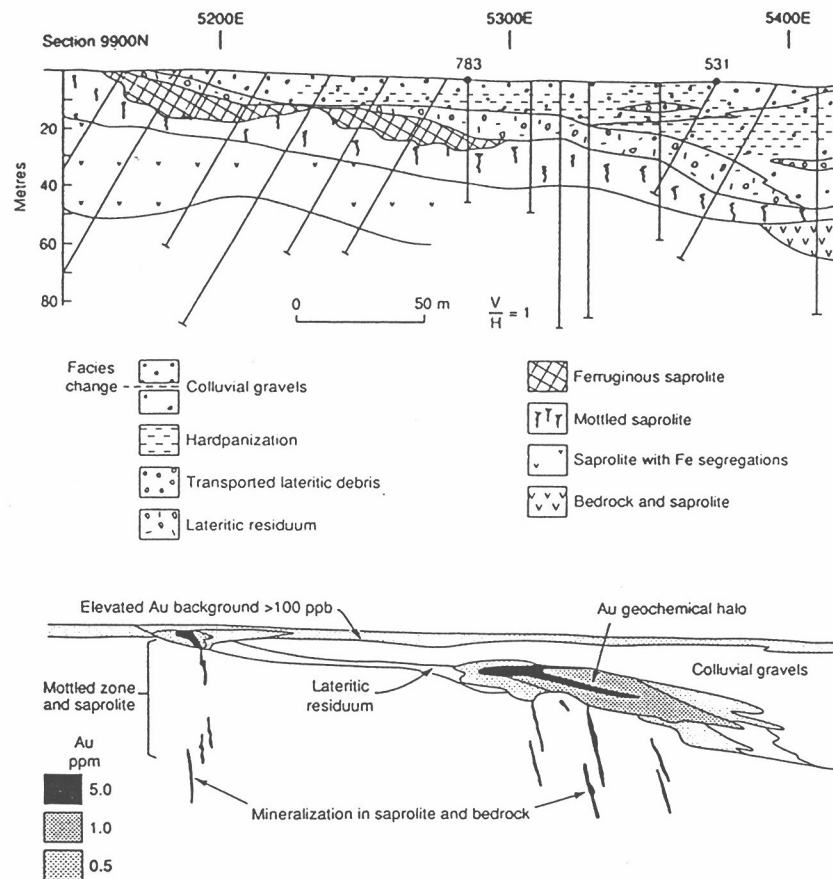 5200E 5300E 5400E
Section 9900N
783 531
20
40
60
80
Metres
0 50 m V/H = 1
Facies change
Colluvial gravels
Hardpanization
Transported lateritic debris
Lateritic residuum
Ferruginous saprolite
Mottled saprolite
Saprolite with Fe segregations
Bedrock and saprolite
Elevated Au background >100 ppb
Au geochemical halo
Colluvial gravels
Mottled zone
and saprolite
Lateritic
residuum
Au
ppm
5.0
1.0
0.5
Mineralization in saprolite and bedrock